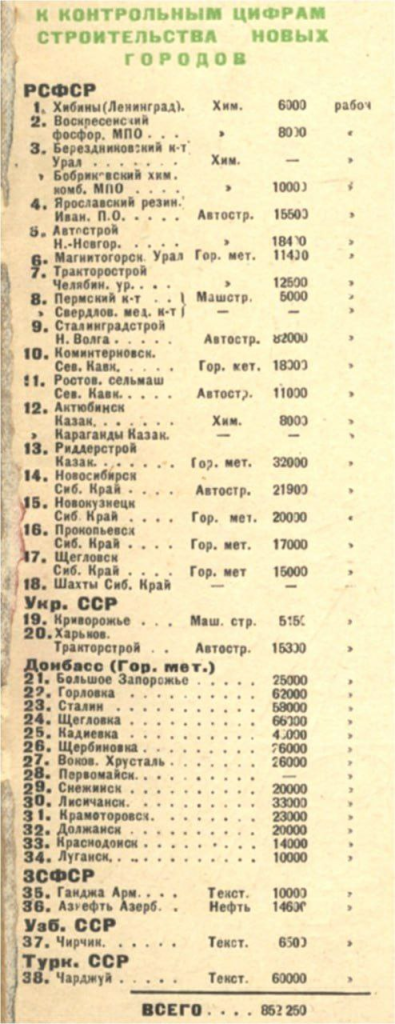 К КОНТРОЛЬНЫМ ЦИФРАМ
СТРОИТЕЛЬСТВА НОВЫХ
ГОРОДОВ
РСФСР
1. Хибины (Ленинград). Хим. 6000 рабоч
2. Воскресенский
фосфор. МПО . . . » 8000 »
3. Березниковский к-т
Урал . . . . . . . Хим. — »
» Бобриковский хим.
комб. МПО . . . . » 10000 »
4. Ярославский резин.
Иван. П.О. . . . . Автостр. 15500 »
5. Автострой
Н.-Новгор. . . . . » 18400 »
6. Магнитогорск. Урал Гор. мет. 11400 »
7. Тракторострой
Челябин. ур. . . . » 12500 »
8. Пермский к-т . . } Машстр. 5000 »
» Свердлов. мед. к-т } — — »
9. Сталинградстрой
Н. Волга . . . . . Автостр. 82000 »
10. Коминтерновск.
Сев. Кавк. . . . . Гор. мет. 18000 »
11. Ростов. сельмаш
Сев. Кавк. . . . . Автостр. 11000 »
12. Актюбинск
Казак. . . . . . . Хим. 8000 »
» Караганды Казак. — — »
13. Риддерстрой
Казак. . . . . . . Гор. мет. 32000 »
14. Новосибирск
Сиб. Край . . . . Автостр. 21900 »
15. Новокузнецк
Сиб. Край . . . . Гор. мет. 20000 »
16. Прокопьевск
Сиб. Край . . . . Гор. мет. 17000 »
17. Щегловск
Сиб. Край . . . . Гор. мет 15000 »
18. Шахты Сиб. Край — — »
Укр. ССР
19. Криворожье . . . Маш. стр. »
20. Харьков.
Тракторстрой . . Автостр. 15300 »
Донбасс (Гор. мет.)
21. Большое Запорожье . . . . . 25000 »
22. Горловка . . . . . . . . . . 62000 »
23. Сталин . . . . . . . . . . . 58000 »
24. Щегловка . . . . . . . . . . 66000 »
25. Кадиевка . . . . . . . . . . »
26. Щербиновка . . . . . . . . . 26000 »
27. Воков. Хрусталь . . . . . . . 26000 »
28. Первомайск. . . . . . . . . . — »
29. Снежинск . . . . . . . . . . 20000 »
30. Лисичанск. . . . . . . . . . 33000 »
31. Крамоторовск. . . . . . . . . 23000 »
32. Должанск . . . . . . . . . . 20000 »
33. Краснодонск . . . . . . . . . 14000 »
34. Луганск. . . . . . . . . . . 10000 »
ЗСФСР
35. Ганджа Арм. . . . Текст. 10000 »
36. Азнефть Азерб. . Нефть 14600 »
Узб. ССР
37. Чирчик. . . . . Текст. 6500 »
Турк. ССР
38. Чарджуй . . . . . Текст. 60000 »
ВСЕГО . . . . 852 250